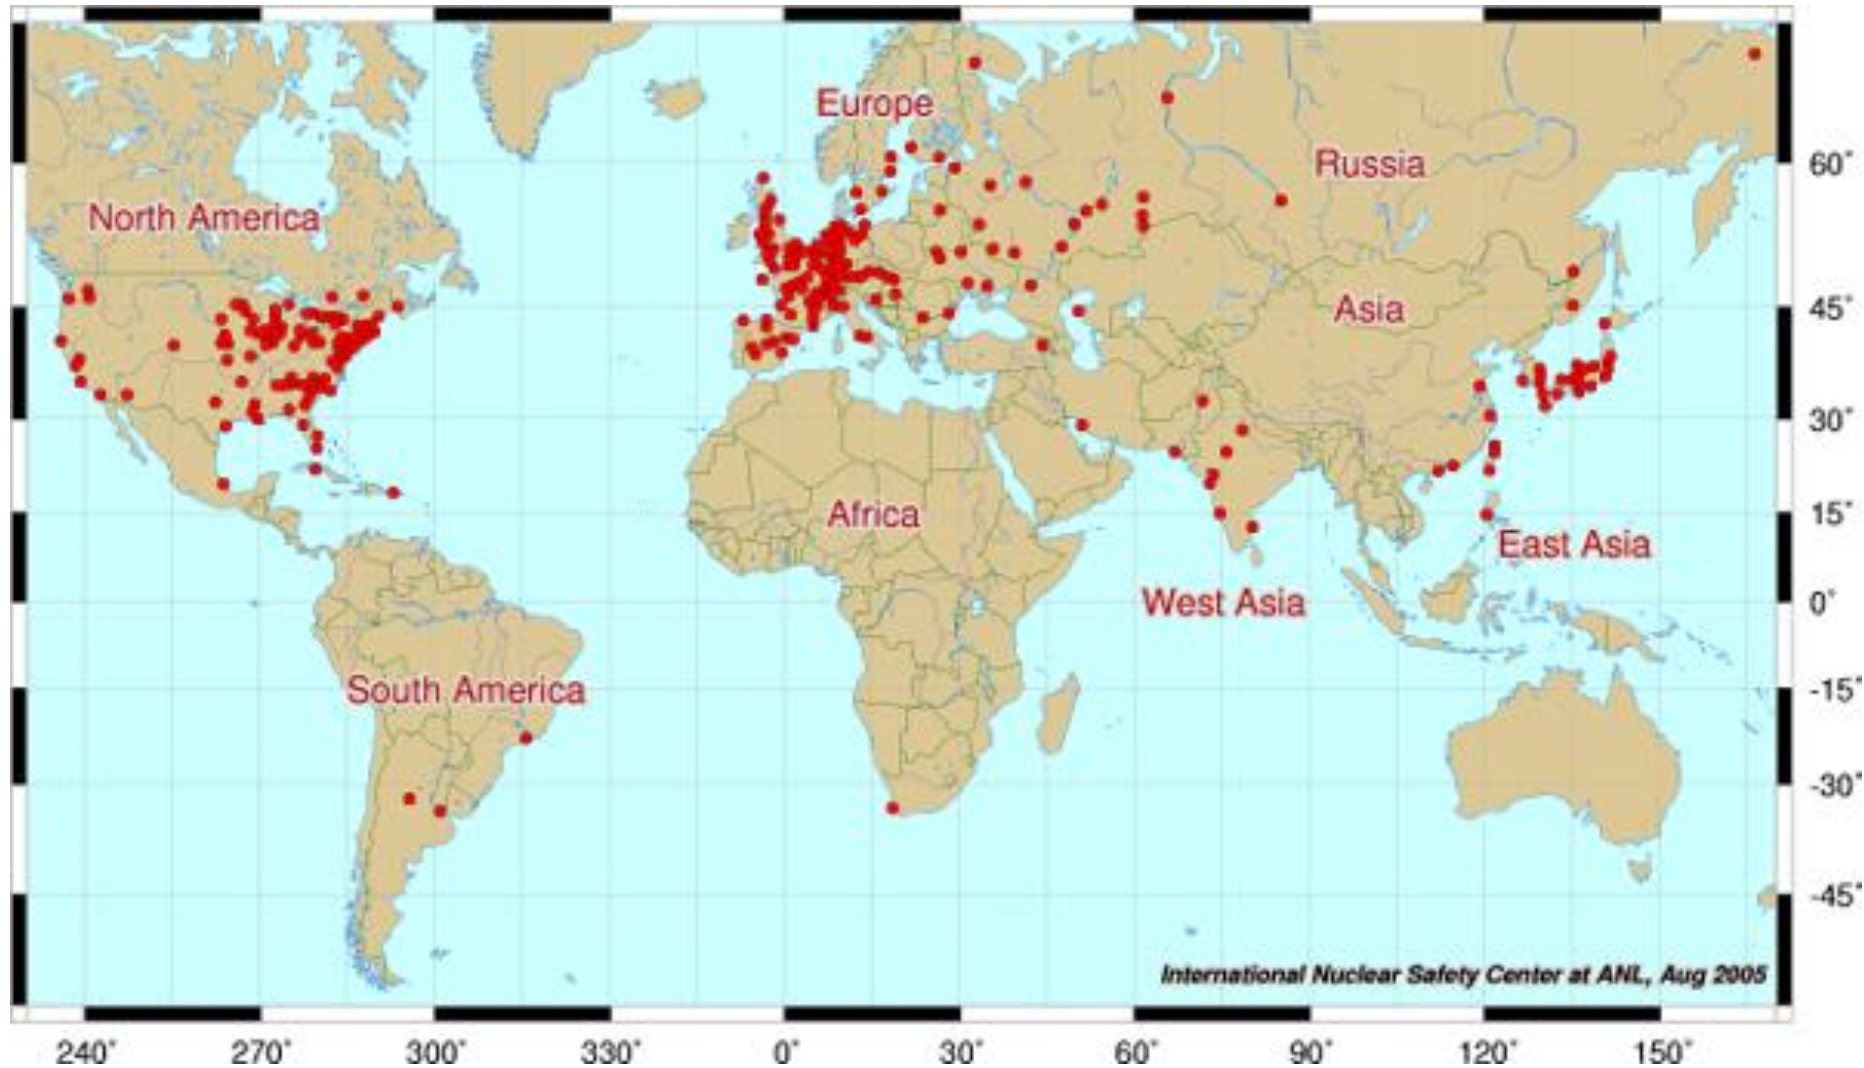 Europe
60°
Russia
North America
45°
Asia
30°
15°
Africa
East Asia
0°
West Asia
-15°
South America
-30°
-45°
International Nuclear Safety Center at ANL, Aug 2005
240° 270° 300° 330° 0° 30° 60° 90° 120° 150°